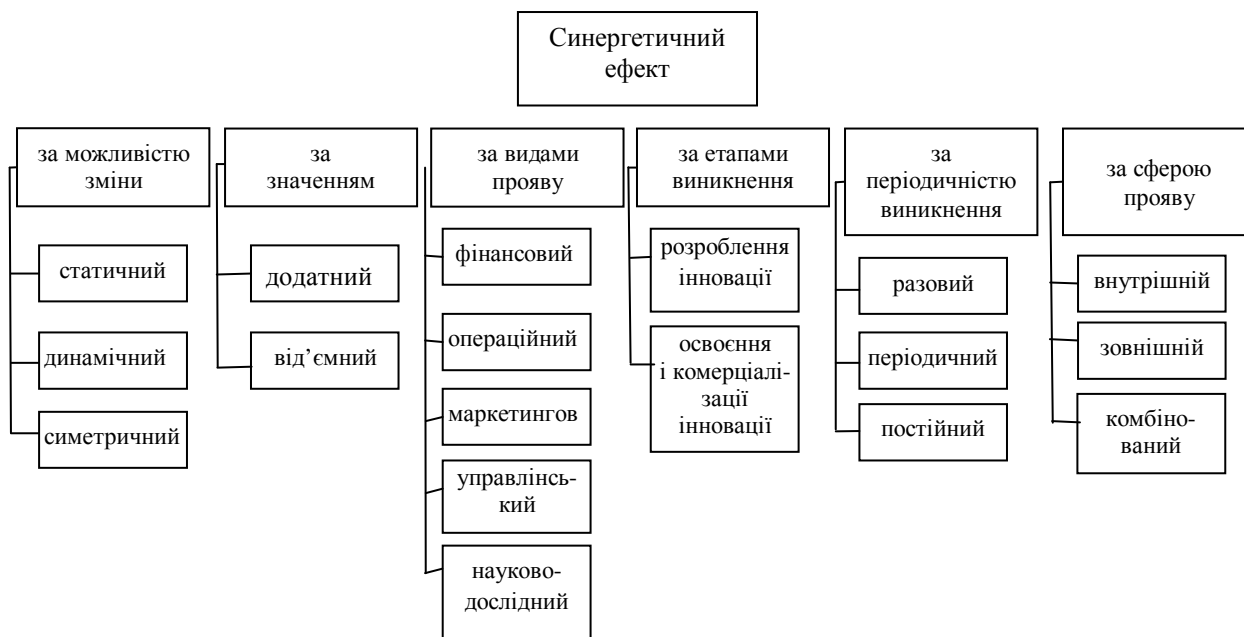 Синергетичний
ефект
за можливістю
зміни
статичний
динамічний
симетричний
за
значенням
додатний
від’ємний
за видами
прояву
фінансовий
операційний
маркетингов
управлінсь-
кий
науково-
дослідний
за етапами
виникнення
розроблення
інновації
освоєння
і комерціалі-
зації
інновації
за
періодичністю
виникнення
разовий
періодичний
постійний
за сферою
прояву
внутрішній
зовнішній
комбіно-
ваний